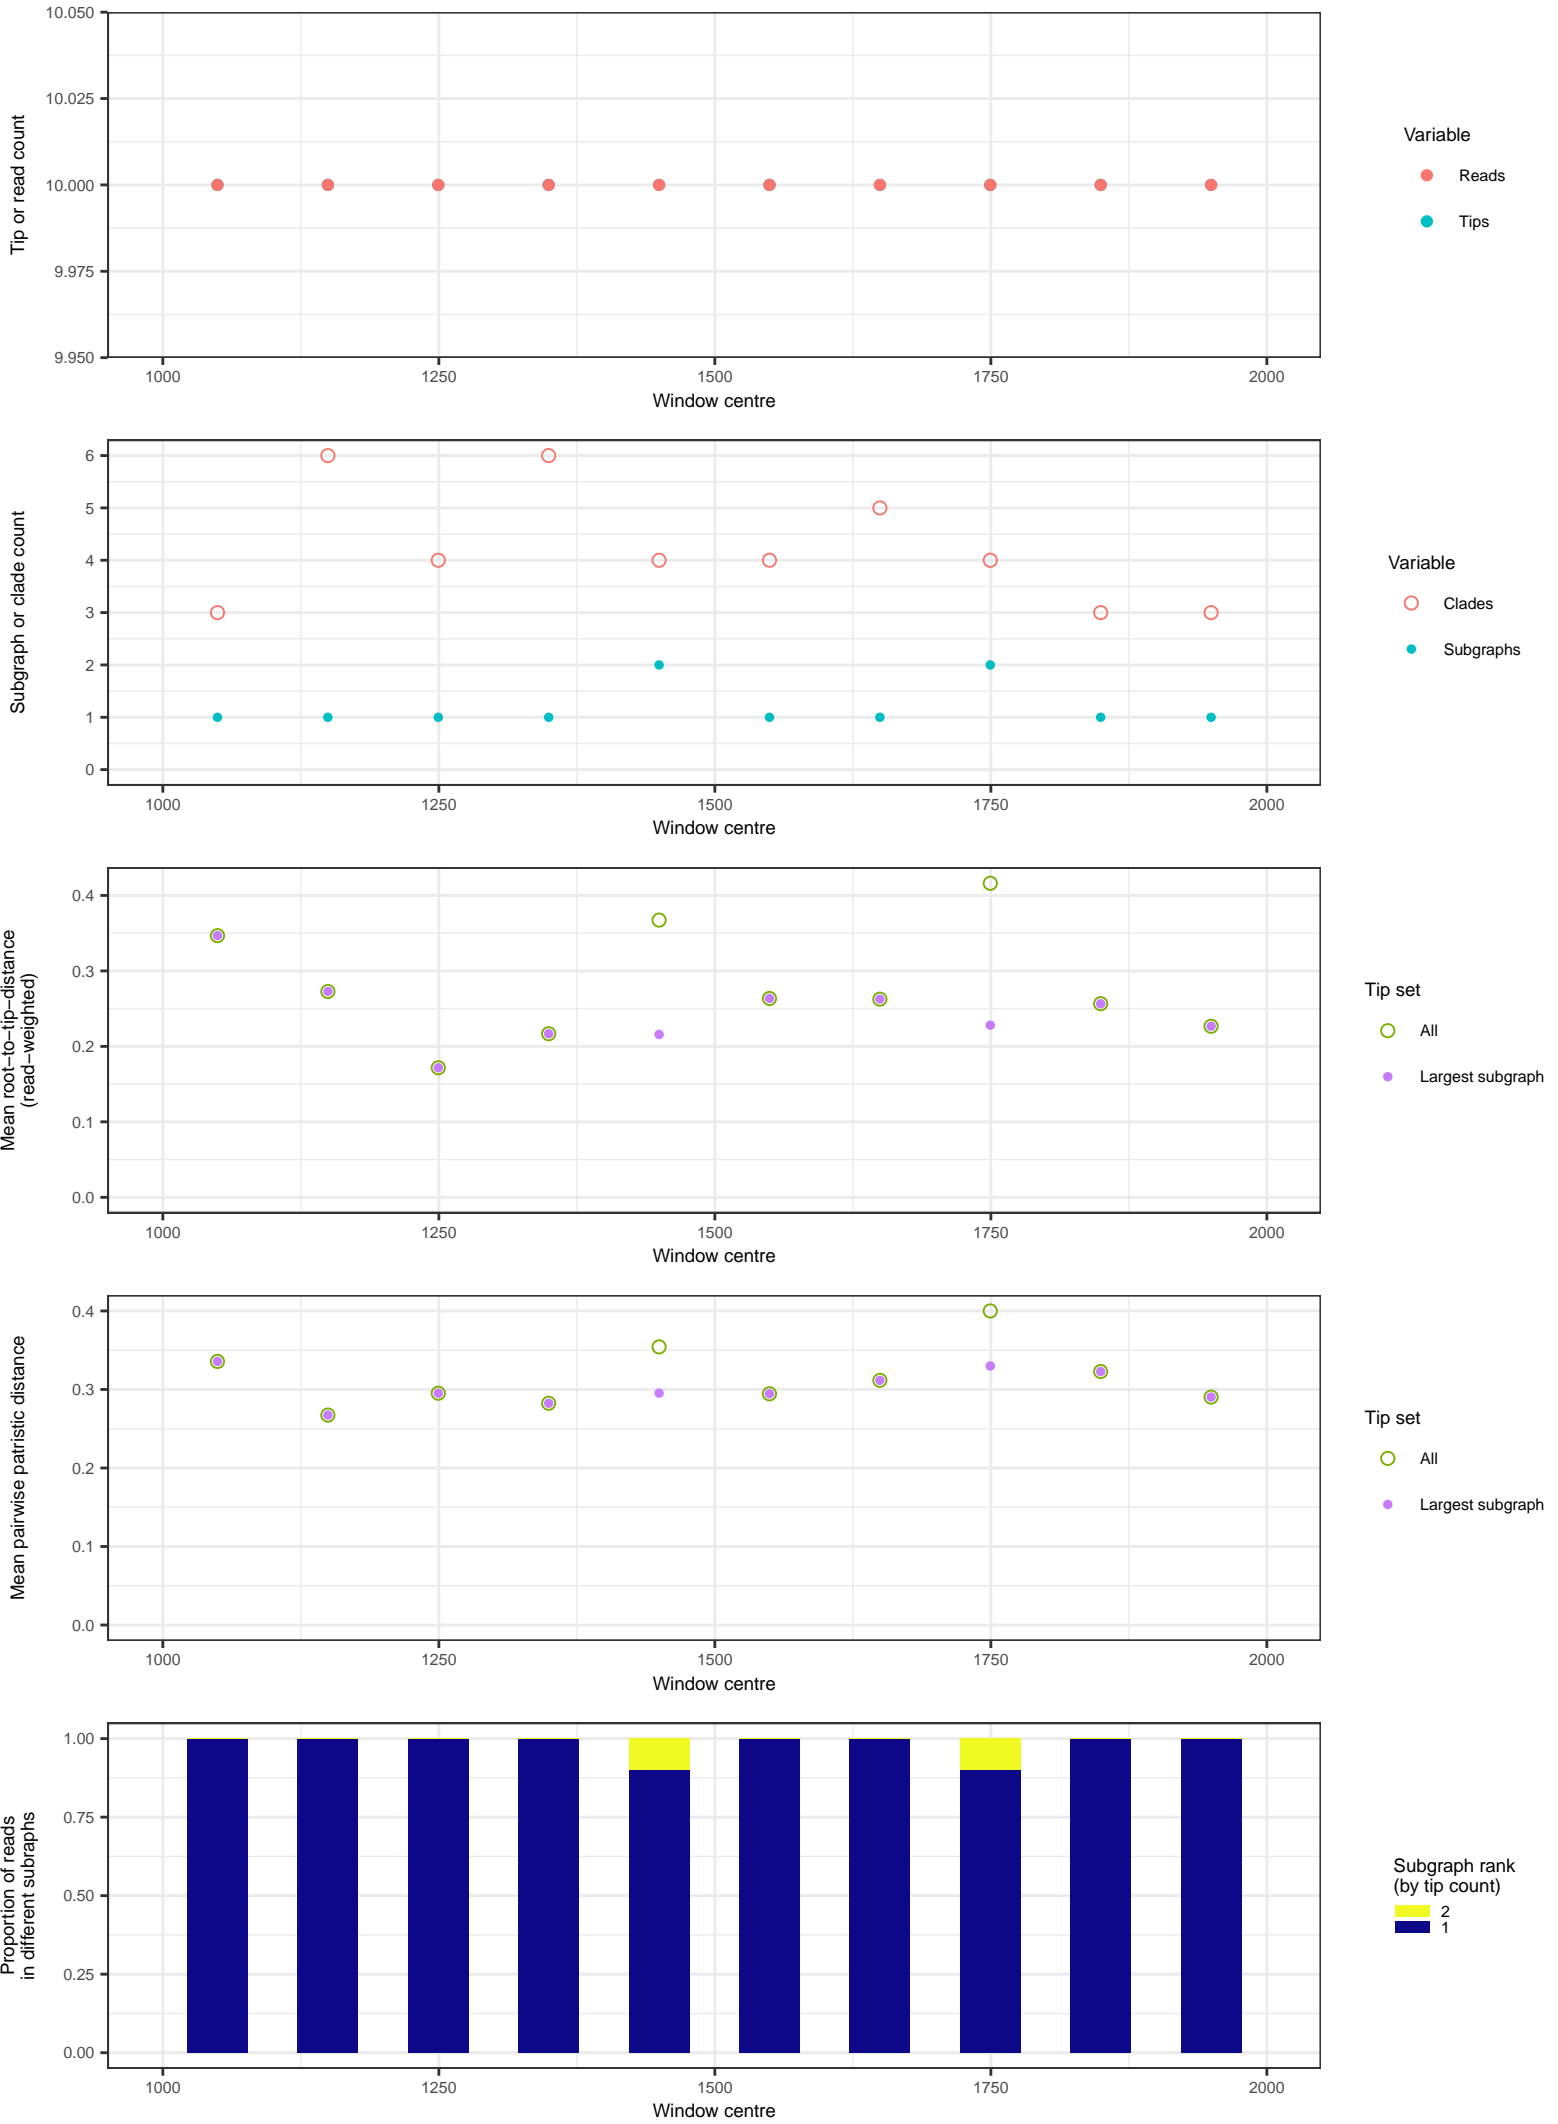 10.050
10.025
10.000
9.975
9.950
Tip or read count
1000 1250 1500 1750 2000
Window centre
Variable
Reads
Tips
6
5
4
3
2
1
0
Subgraph or clade count
1000 1250 1500 1750 2000
Window centre
Variable
Clades
Subgraphs
0.4
0.3
0.2
0.1
0.0
Mean root−to−tip−distance
(read−weighted)
1000 1250 1500 1750 2000
Window centre
Tip set
All
Largest subgraph
0.4
0.3
0.2
0.1
0.0
Mean pairwise patristic distance
1000 1250 1500 1750 2000
Window centre
Tip set
All
Largest subgraph
1.00
0.75
0.50
0.25
0.00
Proportion of reads
in different subraphs
1000 1250 1500 1750 2000
Window centre
Subgraph rank
(by tip count)
2
1